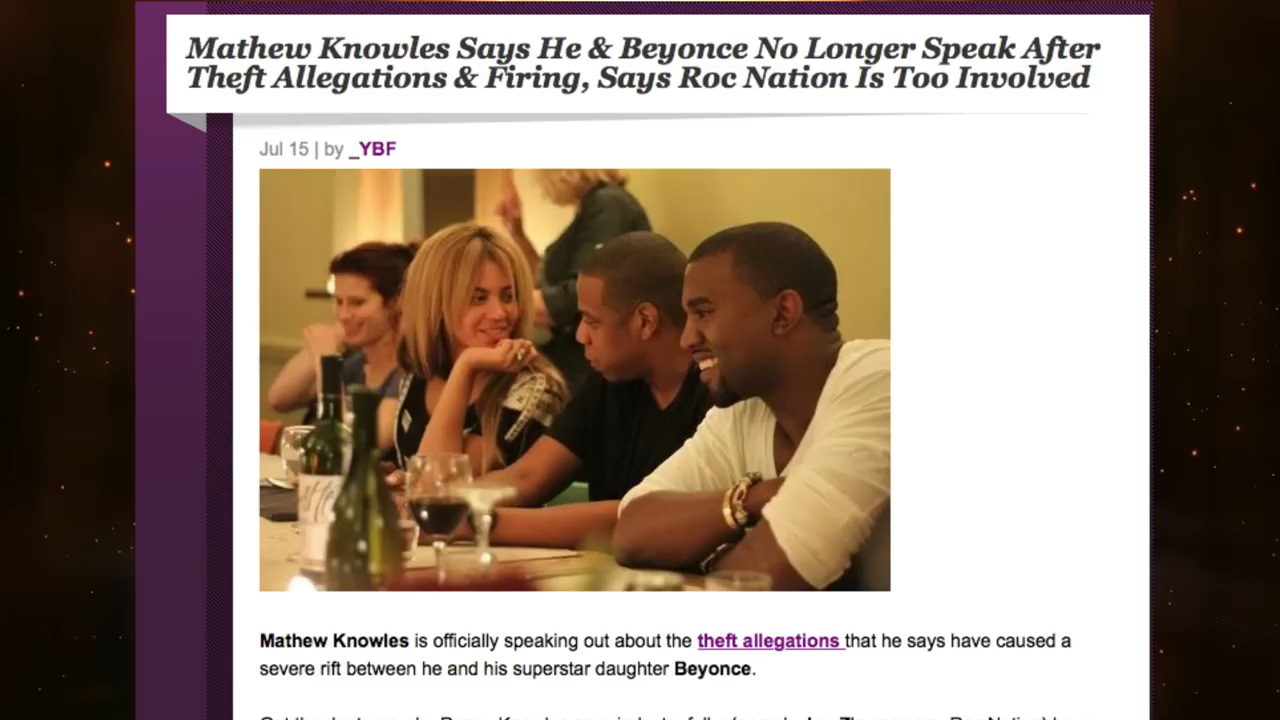 Mathew Knowles Says He & Beyonce No Longer Speak After
Theft Allegations & Firing, Says Roc Nation Is Too Involved
Jul 15 | by _YBF
Mathew Knowles is officially speaking out about the theft allegations that he says have caused a
severe rift between he and his superstar daughter Beyonce.